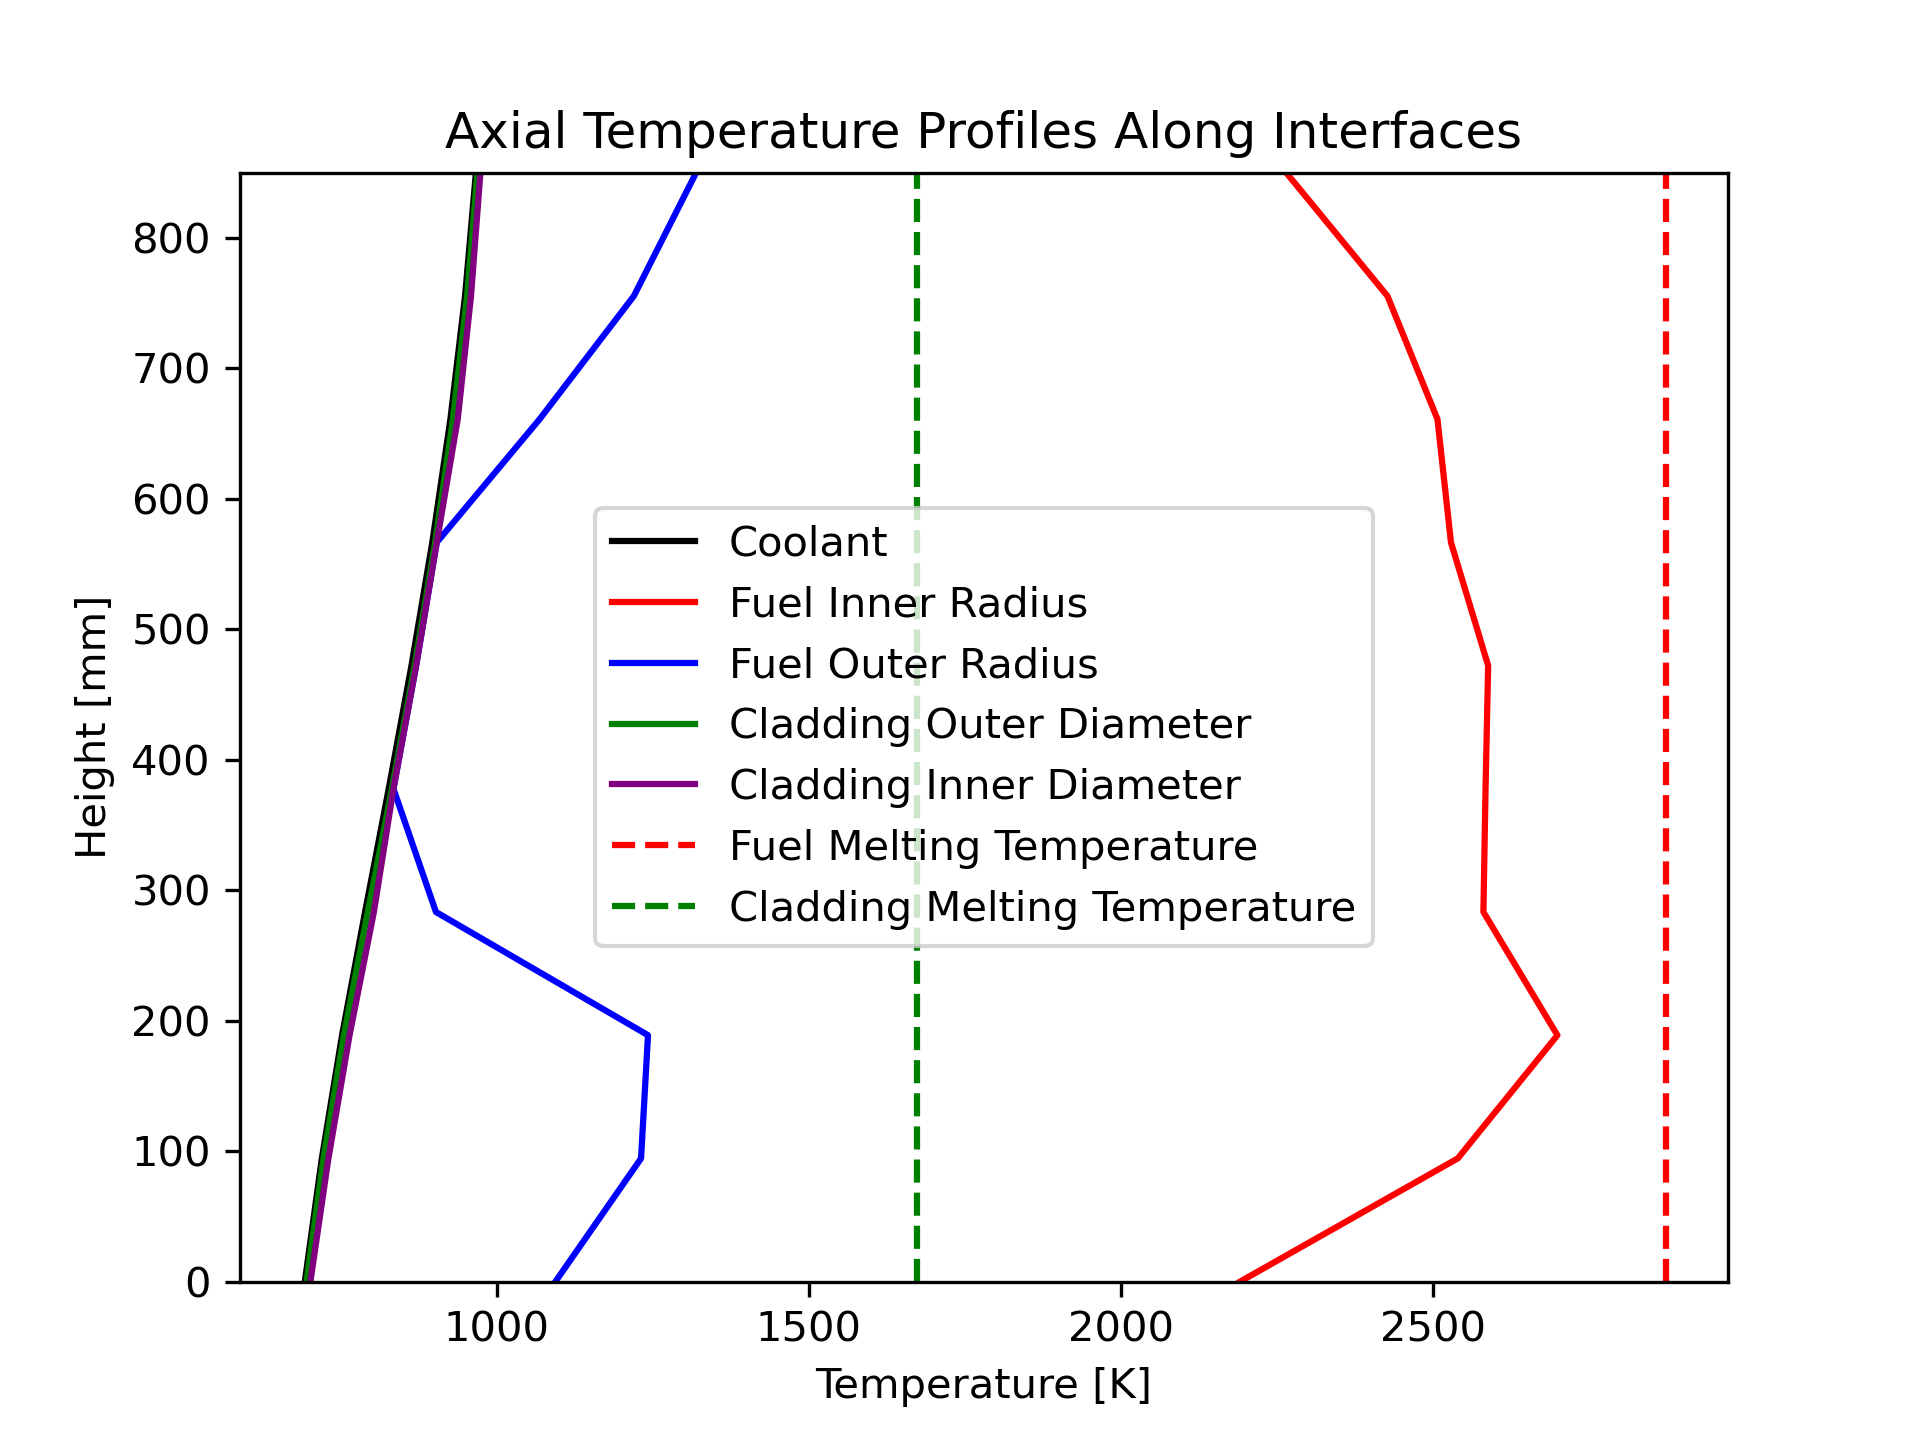 Axial Temperature Profiles Along Interfaces
800
700
600
500
400
300
200
100
0
Height [mm]
Coolant
Fuel Inner Radius
Fuel Outer Radius
Cladding Outer Diameter
Cladding Inner Diameter
Fuel Melting Temperature
Cladding Melting Temperature
1000 1500 2000 2500
Temperature [K]